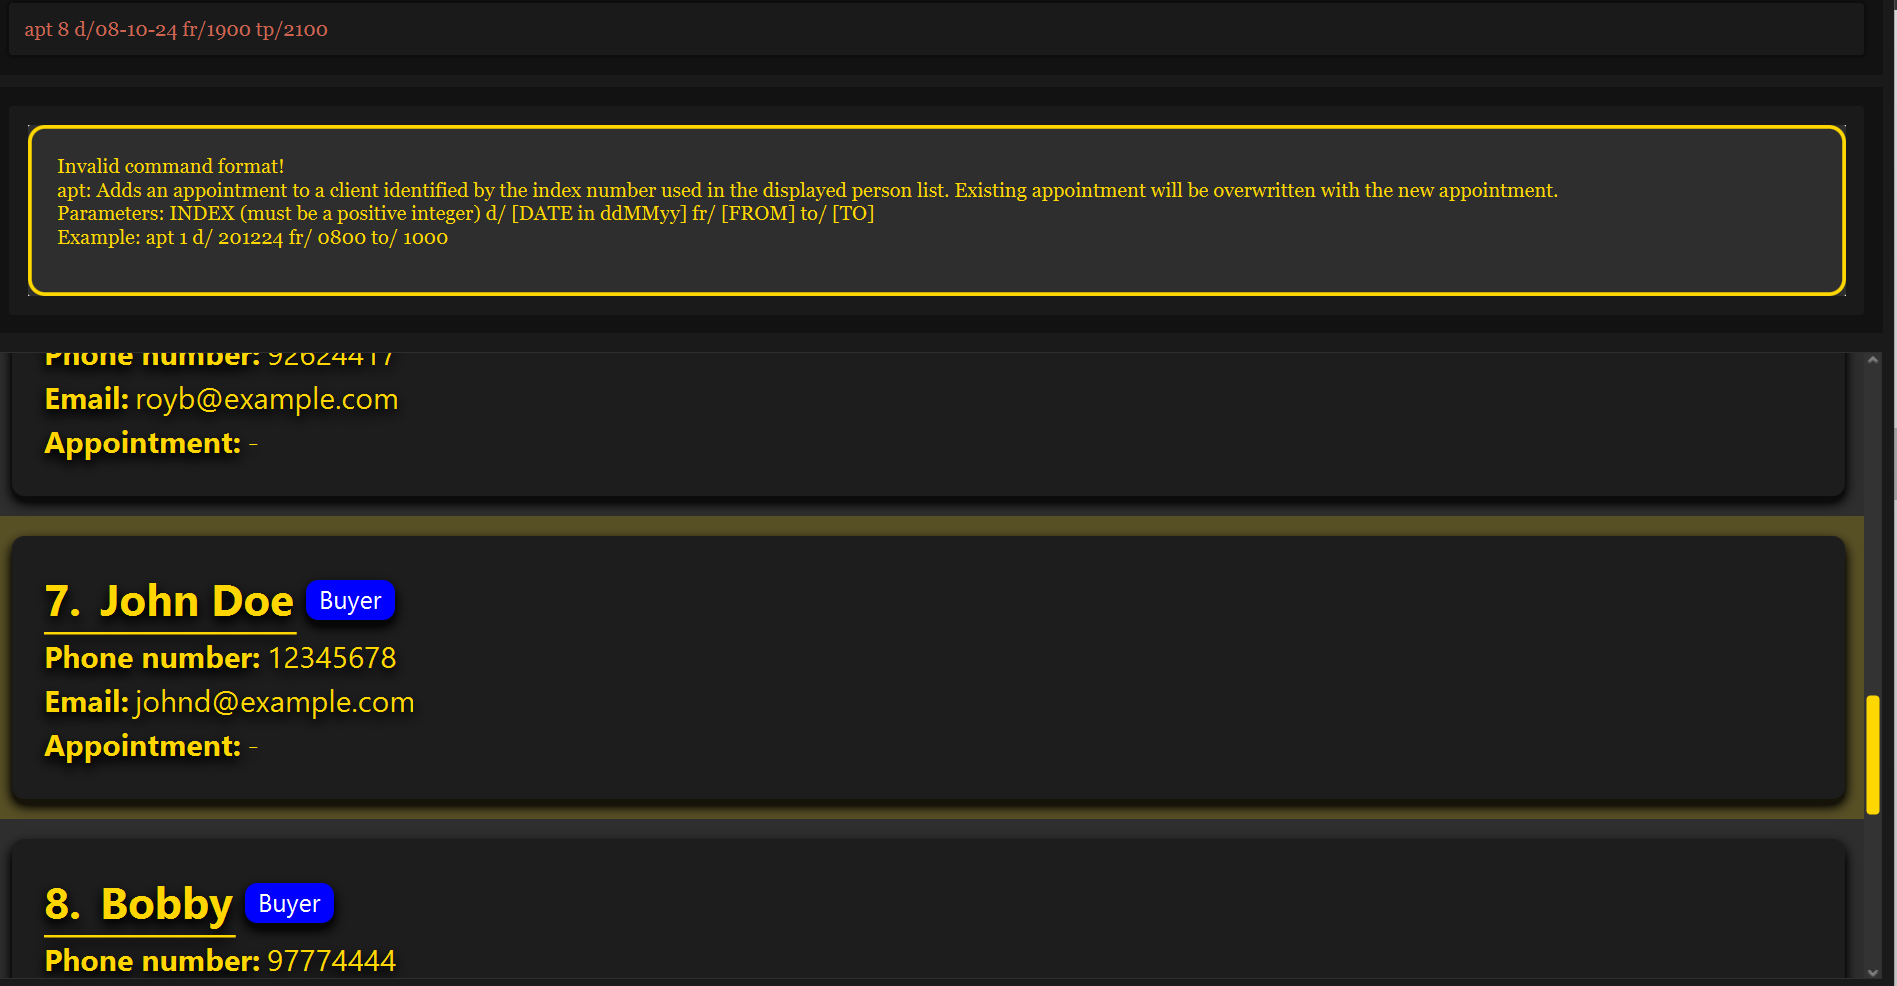 apt 8 d/08-10-24 fr/1900 tp/2100
Invalid command format!
apt: Adds an appointment to a client identified by the index number used in the displayed person list. Existing appointment will be overwritten with the new appointment.
Parameters: INDEX (must be a positive integer) d/ [DATE in ddMMyy] fr/ [FROM] to/ [TO]
Example: apt 1 d/ 201224 fr/ 0800 to/ 1000
Phone number: 92624417
Email: royb@example.com
Appointment: -
7. John Doe Buyer
Phone number: 12345678
Email: johnd@example.com
Appointment: -
8. Bobby Buyer
Phone number: 97774444